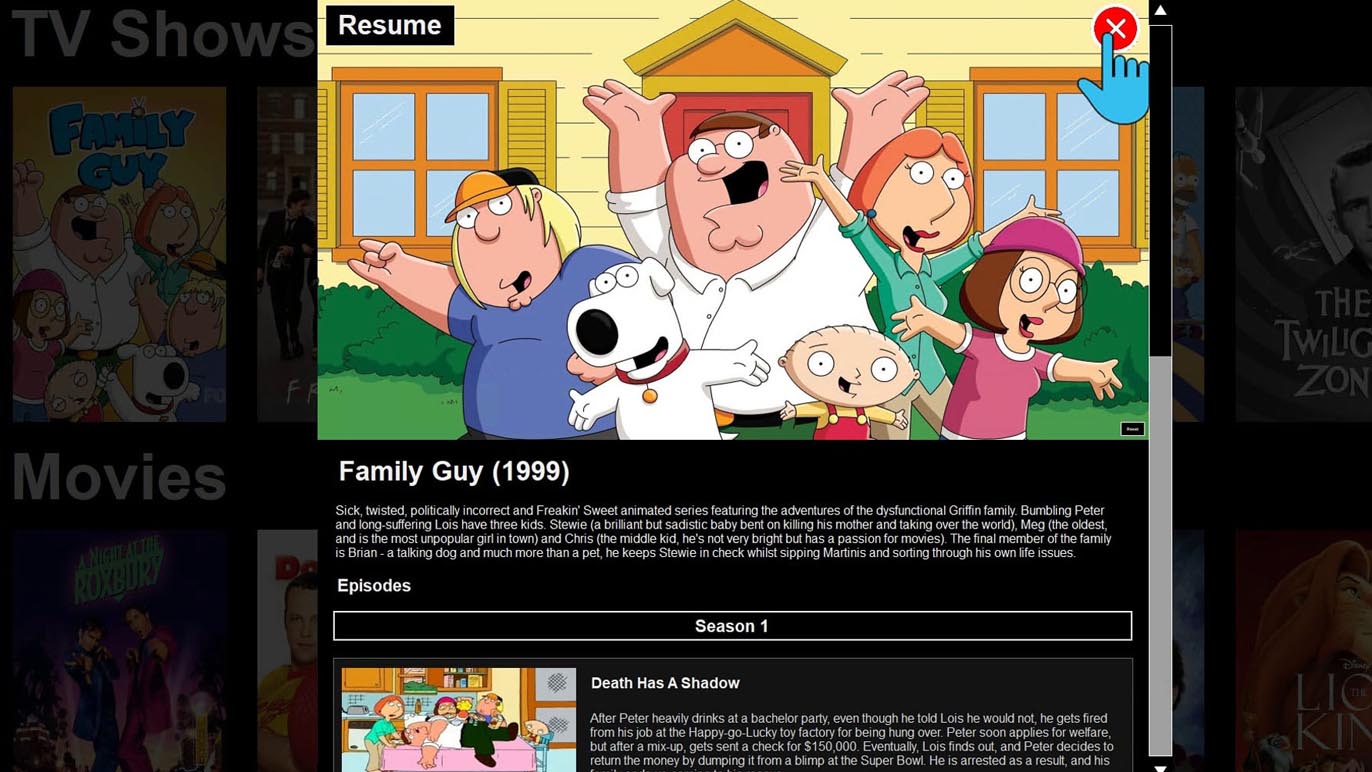 TV Shows
Resume
FAMILY
GUY
FR
FO
THE
TWILIG
ZON
Reset
Movies
Family Guy (1999)
Sick, twisted, politically incorrect and Freakin' Sweet animated series featuring the adventures of the dysfunctional Griffin family. Bumbling Peter
and long-suffering Lois have three kids. Stewie (a brilliant but sadistic baby bent on killing his mother and taking over the world), Meg (the oldest,
and is the most unpopular girl in town) and Chris (the middle kid, he's not very bright but has a passion for movies). The final member of the family
is Brian - a talking dog and much more than a pet, he keeps Stewie in check whilst sipping Martinis and sorting through his own life issues.
Episodes
Season 1
A NIGHT AT THE
ROXBURY
Do
Death Has A Shadow
After Peter heavily drinks at a bachelor party, even though he told Lois he would not, he gets fired
from his job at the Happy-go-Lucky toy factory for being hung over. Peter soon applies for welfare,
but after a mix-up, gets sent a check for $150,000. Eventually, Lois finds out, and Peter decides to
return the money by dumping it from a blimp at the Super Bowl. He is arrested as a result, and his
Disney
THE
LIO
KIN